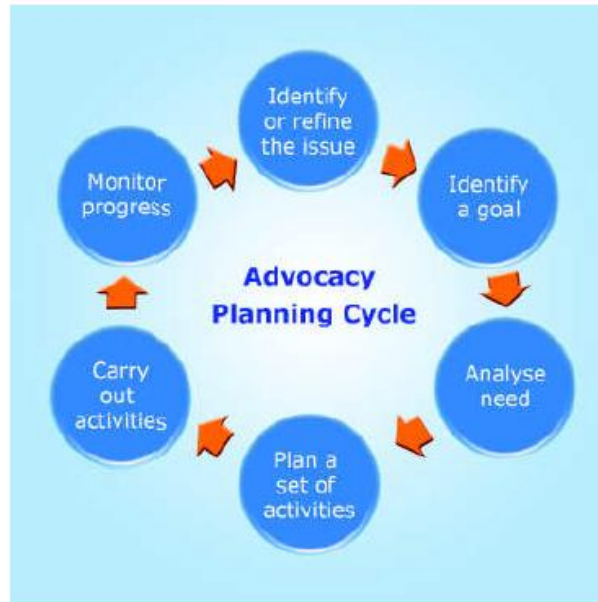 Identify
or refine
the issue
Identify
a goal
Analyse
need
Plan a
set of
activities
Carry
out
activities
Monitor
progress
Advocacy
Planning Cycle